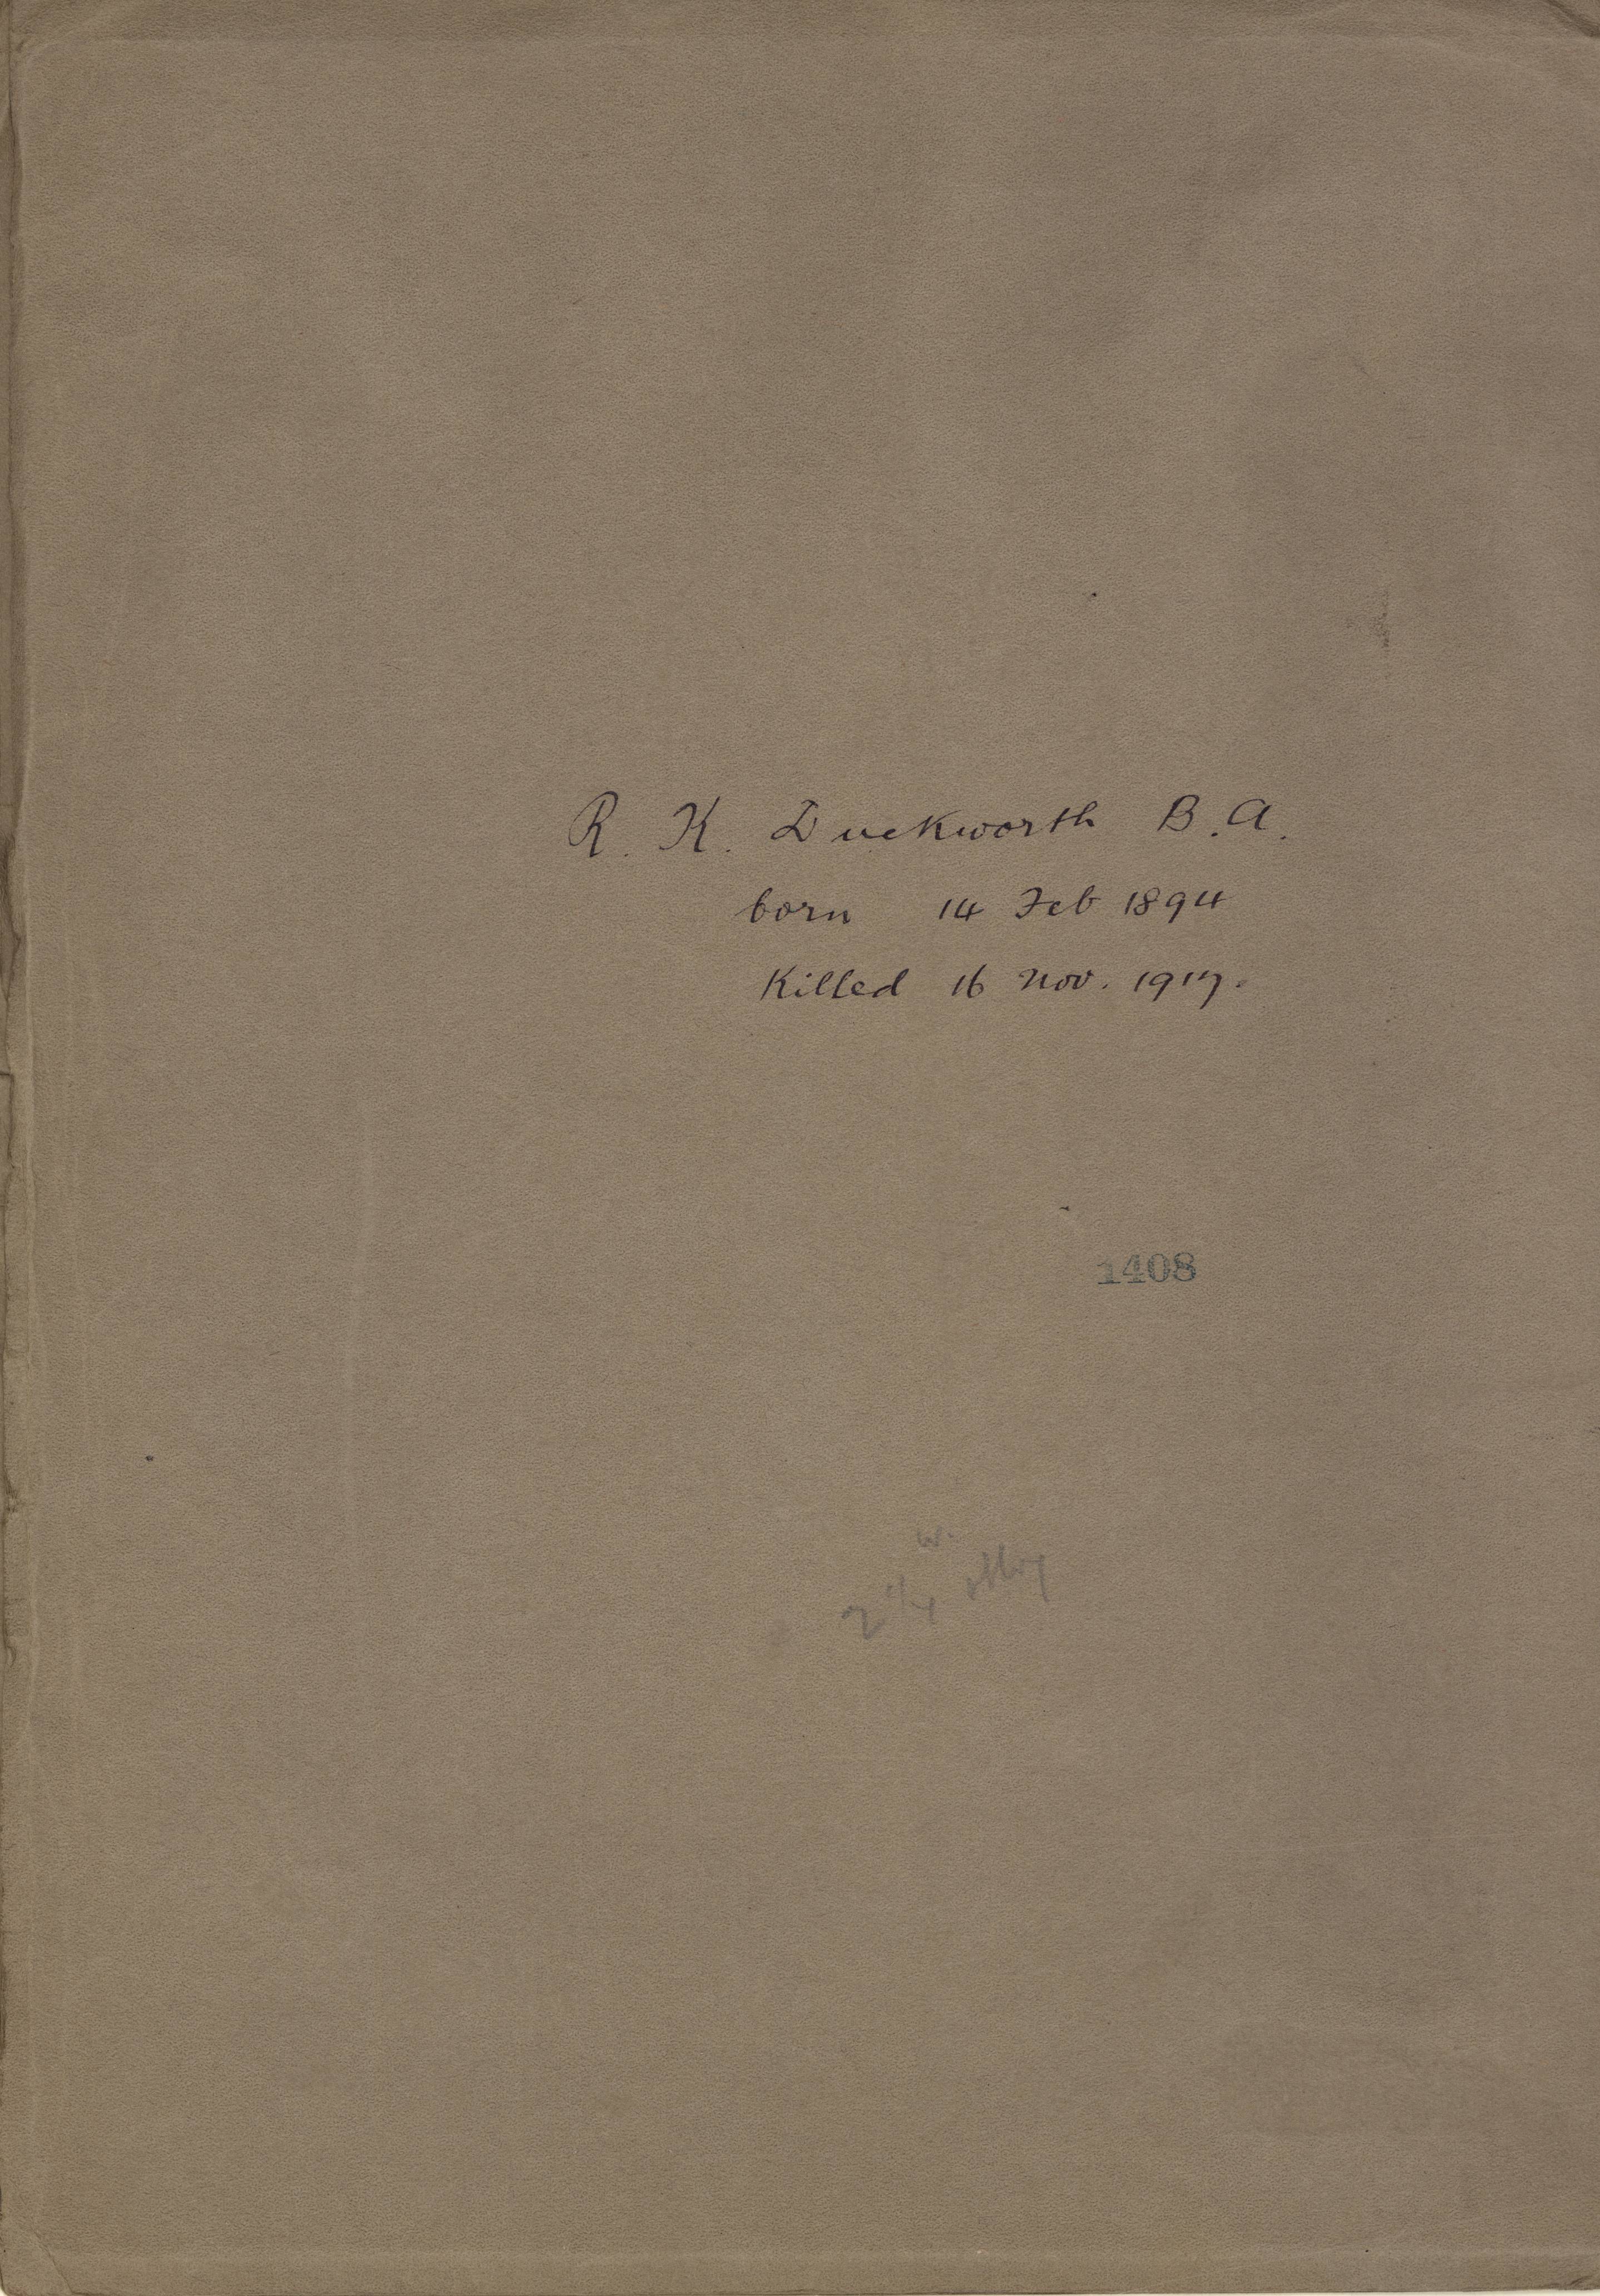 R. K. Duckworth B.A.
born 14 Feb 1894
Killed 16 Nov. 1917.
1408